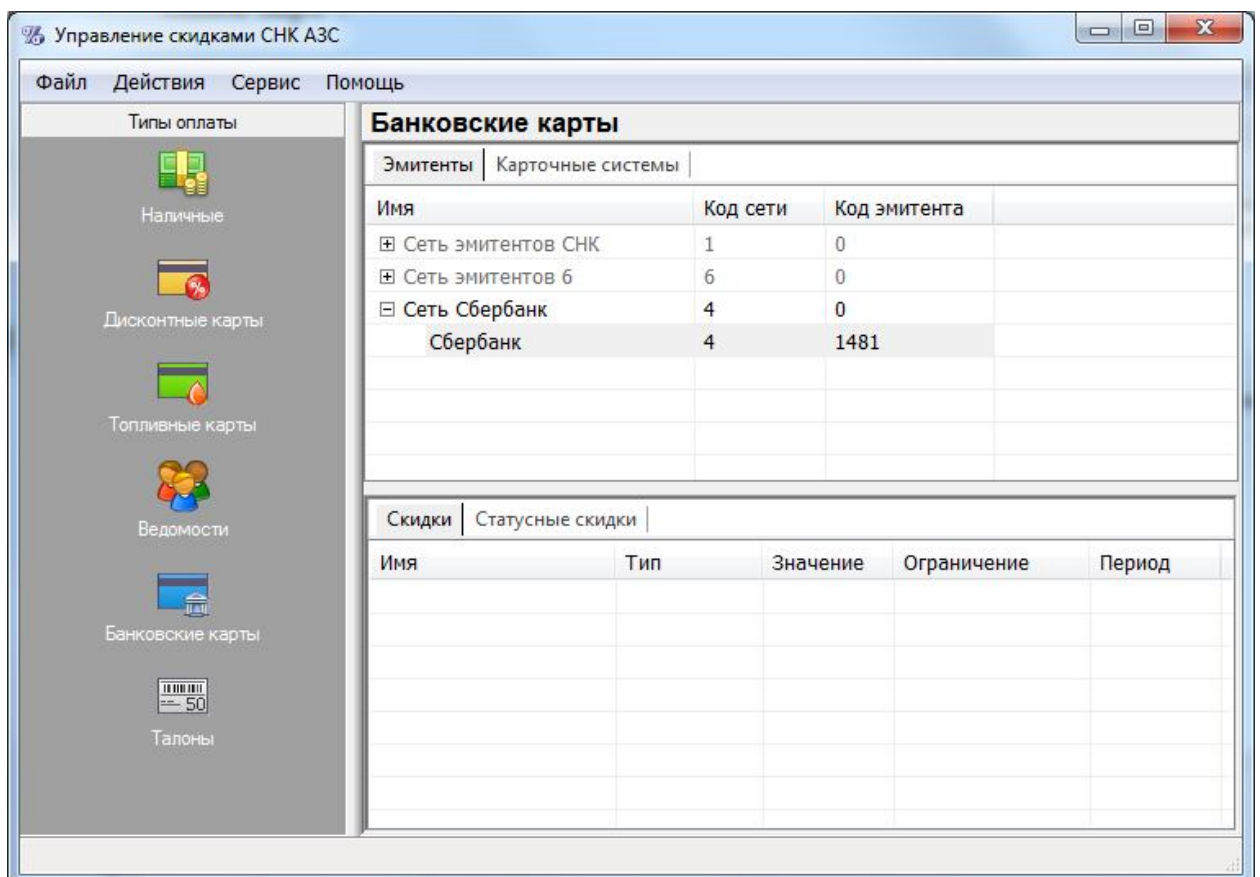 Управление скидками СНК АЗС
Файл Действия Сервис Помощь
Типы оплаты
Наличные
Дисконтные карты
Топливные карты
Ведомости
Банковские карты
50
Талоны
Банковские карты
Эмитенты Карточные системы
Имя Код сети Код эмитента
Сеть эмитентов СНК 1 0
Сеть эмитентов 6 6 0
Сеть Сбербанк 4 0
Сбербанк 4 1481
Скидки Статусные скидки
Имя Тип Значение Ограничение Период